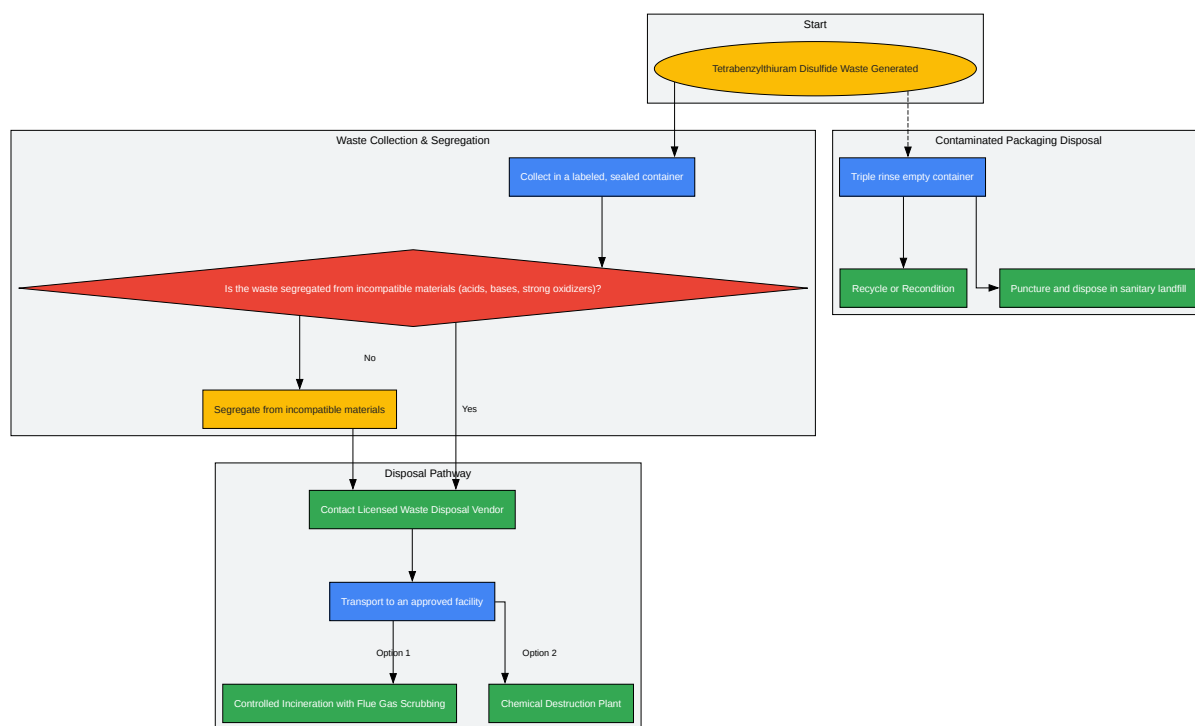 Start
Tetrabenzylthiuram Disulfide Waste Generated
Waste Collection & Segregation
Collect in a labeled, sealed container
Is the waste segregated from incompatible materials (acids, bases, strong oxidizers)?
No
Yes
Segregate from incompatible materials
Contaminated Packaging Disposal
Triple rinse empty container
Recycle or Recondition
Puncture and dispose in sanitary landfill
Disposal Pathway
Contact Licensed Waste Disposal Vendor
Transport to an approved facility
Option 1
Option 2
Controlled Incineration with Flue Gas Scrubbing
Chemical Destruction Plant